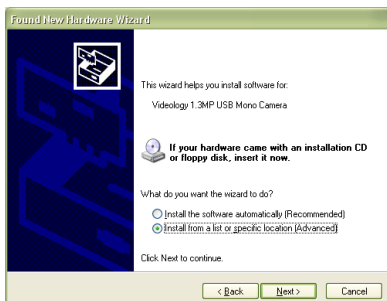 Found New Hardware Wizard
This wizard helps you install software for:
Videology 1.3MP USB Mono Camera
If your hardware came with an installation CD
or floppy disk, insert it now.
What do you want the wizard to do?
Install the software automatically (Recommended)
Install from a list or specific location (Advanced)
Click Next to continue.
< Back Next > Cancel